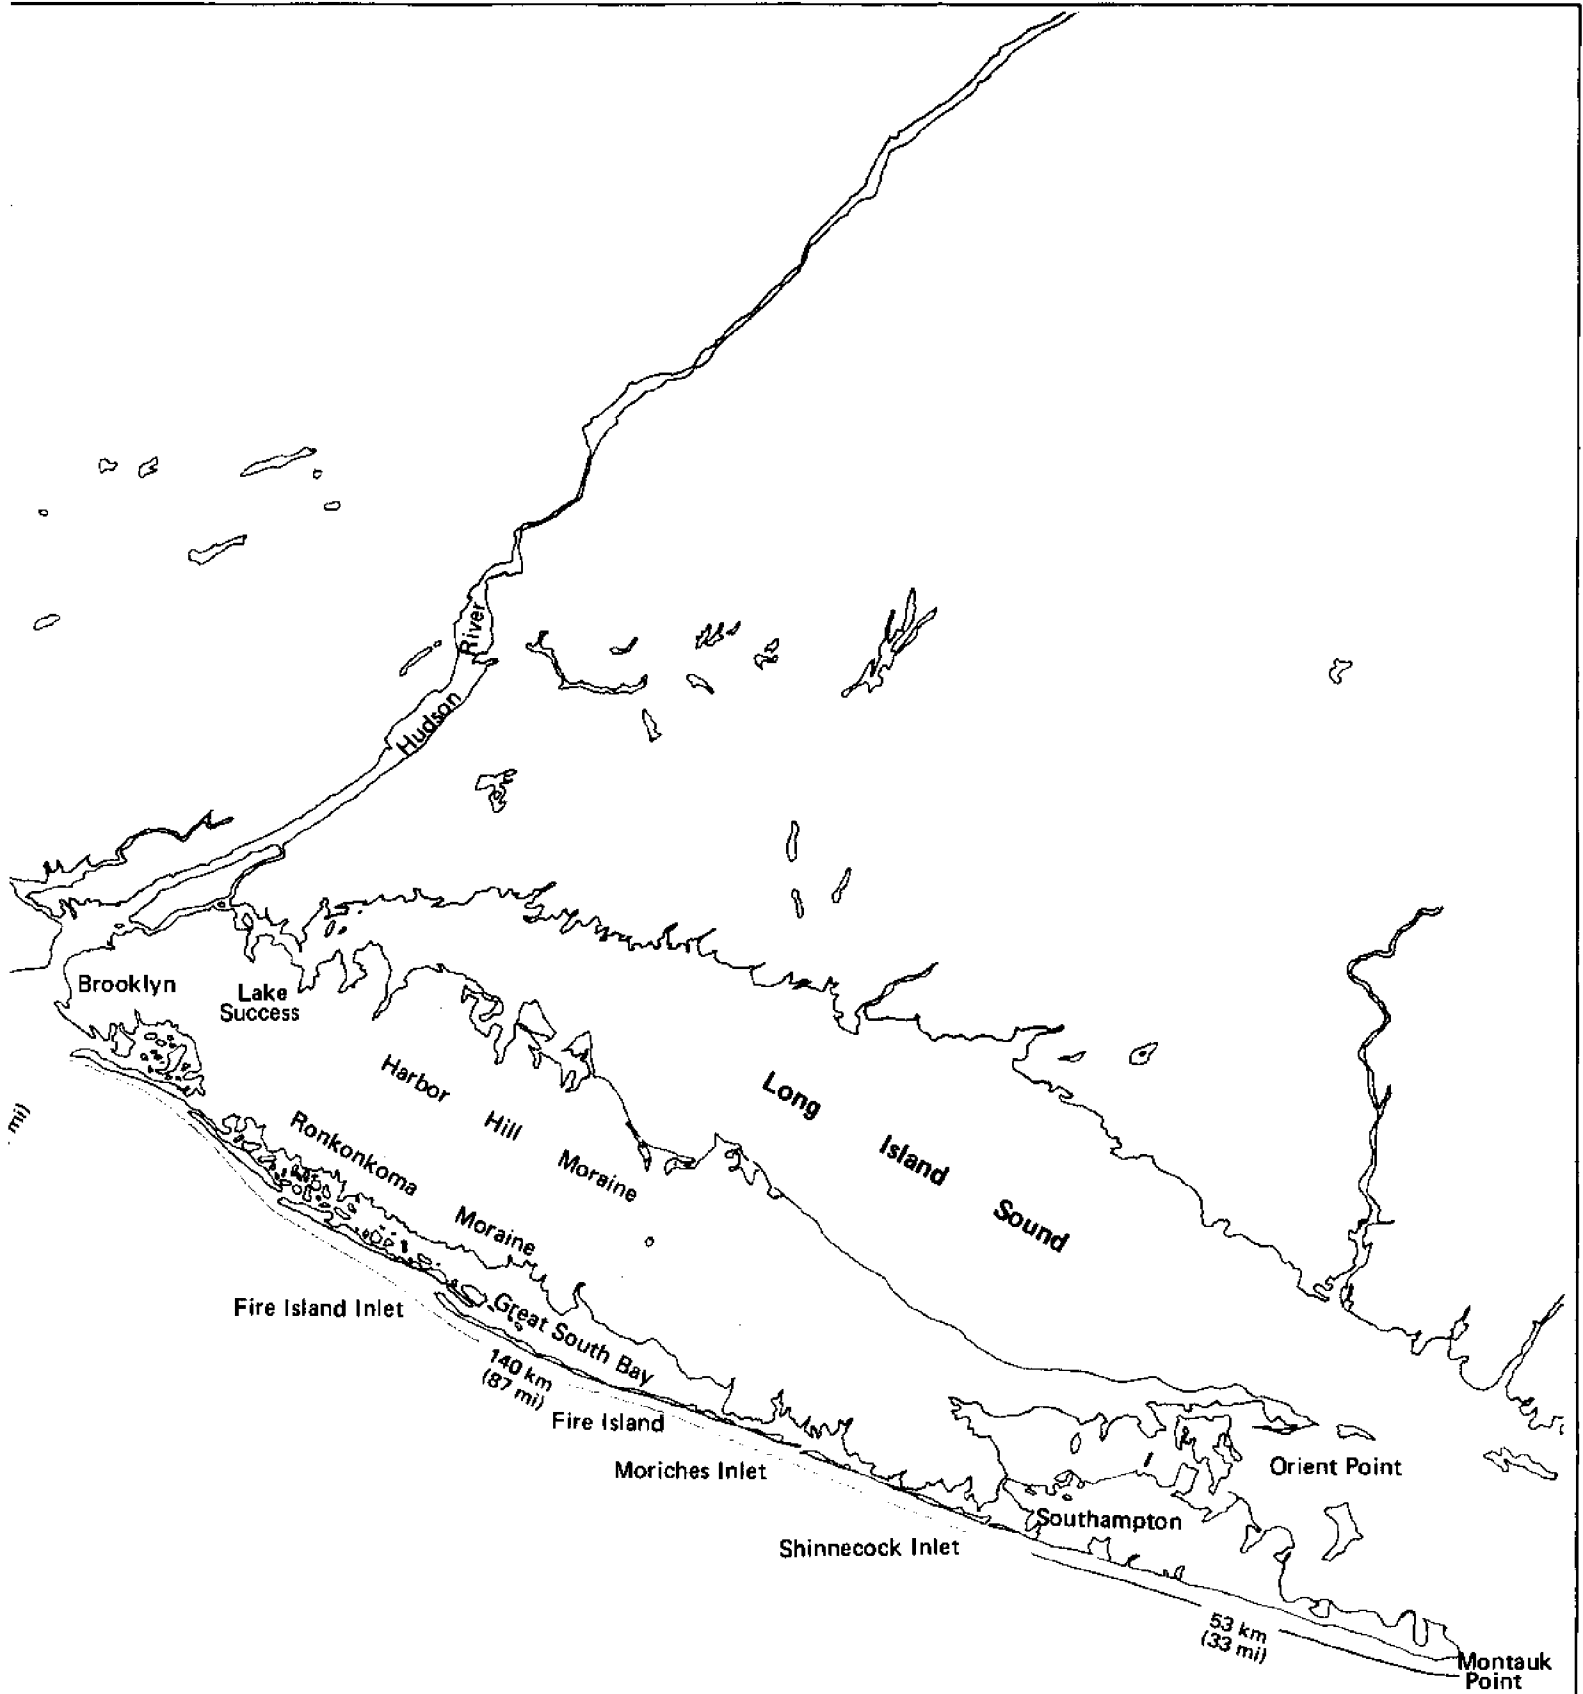 River
Hudson
Brooklyn
Lake
Success
mi)
Harbor Hill Moraine
Ronkonkoma Moraine
Long Island Sound
Fire Island Inlet
Great South Bay
140 km
(87 mi)
Fire Island
Moriches Inlet
Orient Point
Southampton
Shinnecock Inlet
53 km
(33 mi)
Montauk
Point